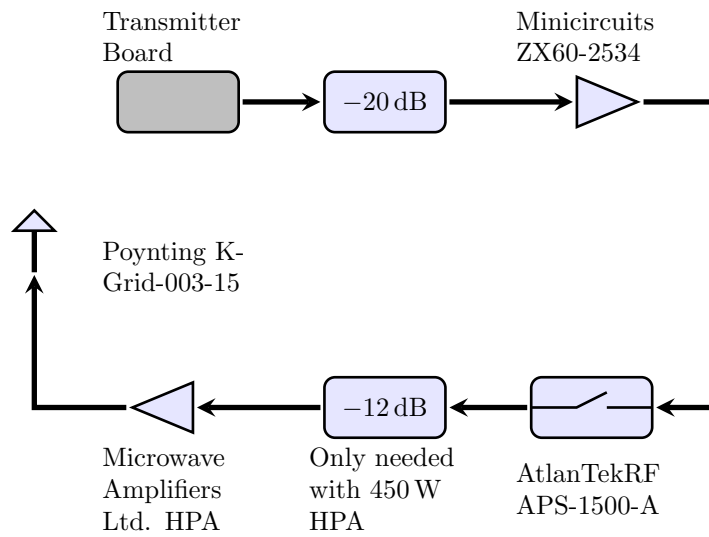 Transmitter
Board
Minicircuits
ZX60-2534
−20 dB
Poynting K-
Grid-003-15
−12 dB
Microwave
Amplifiers
Ltd. HPA
Only needed
with 450 W
HPA
AtlanTekRF
APS-1500-A